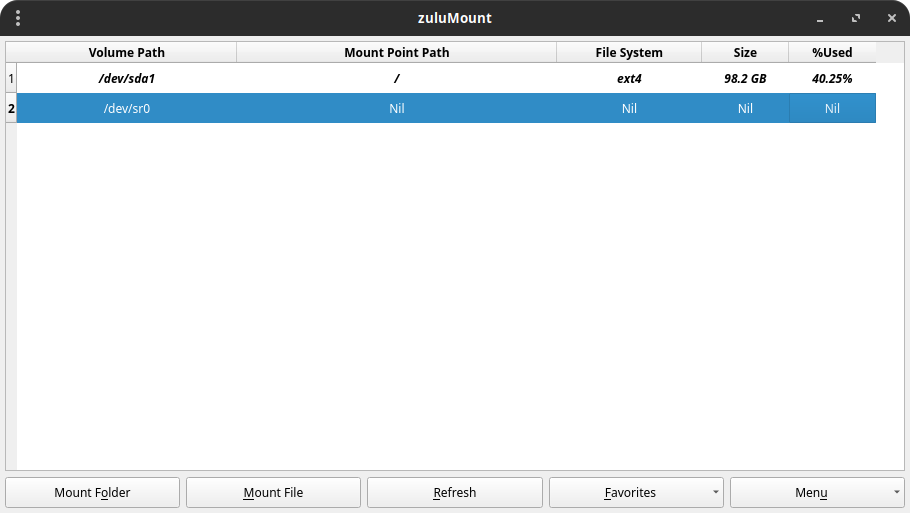 zuluMount
Volume Path Mount Point Path File System Size %Used
1 /dev/sda1 / ext4 98.2 GB 40.25%
2 /dev/sr0 Nil Nil Nil Nil
Mount Folder Mount File Refresh Favorites Menu